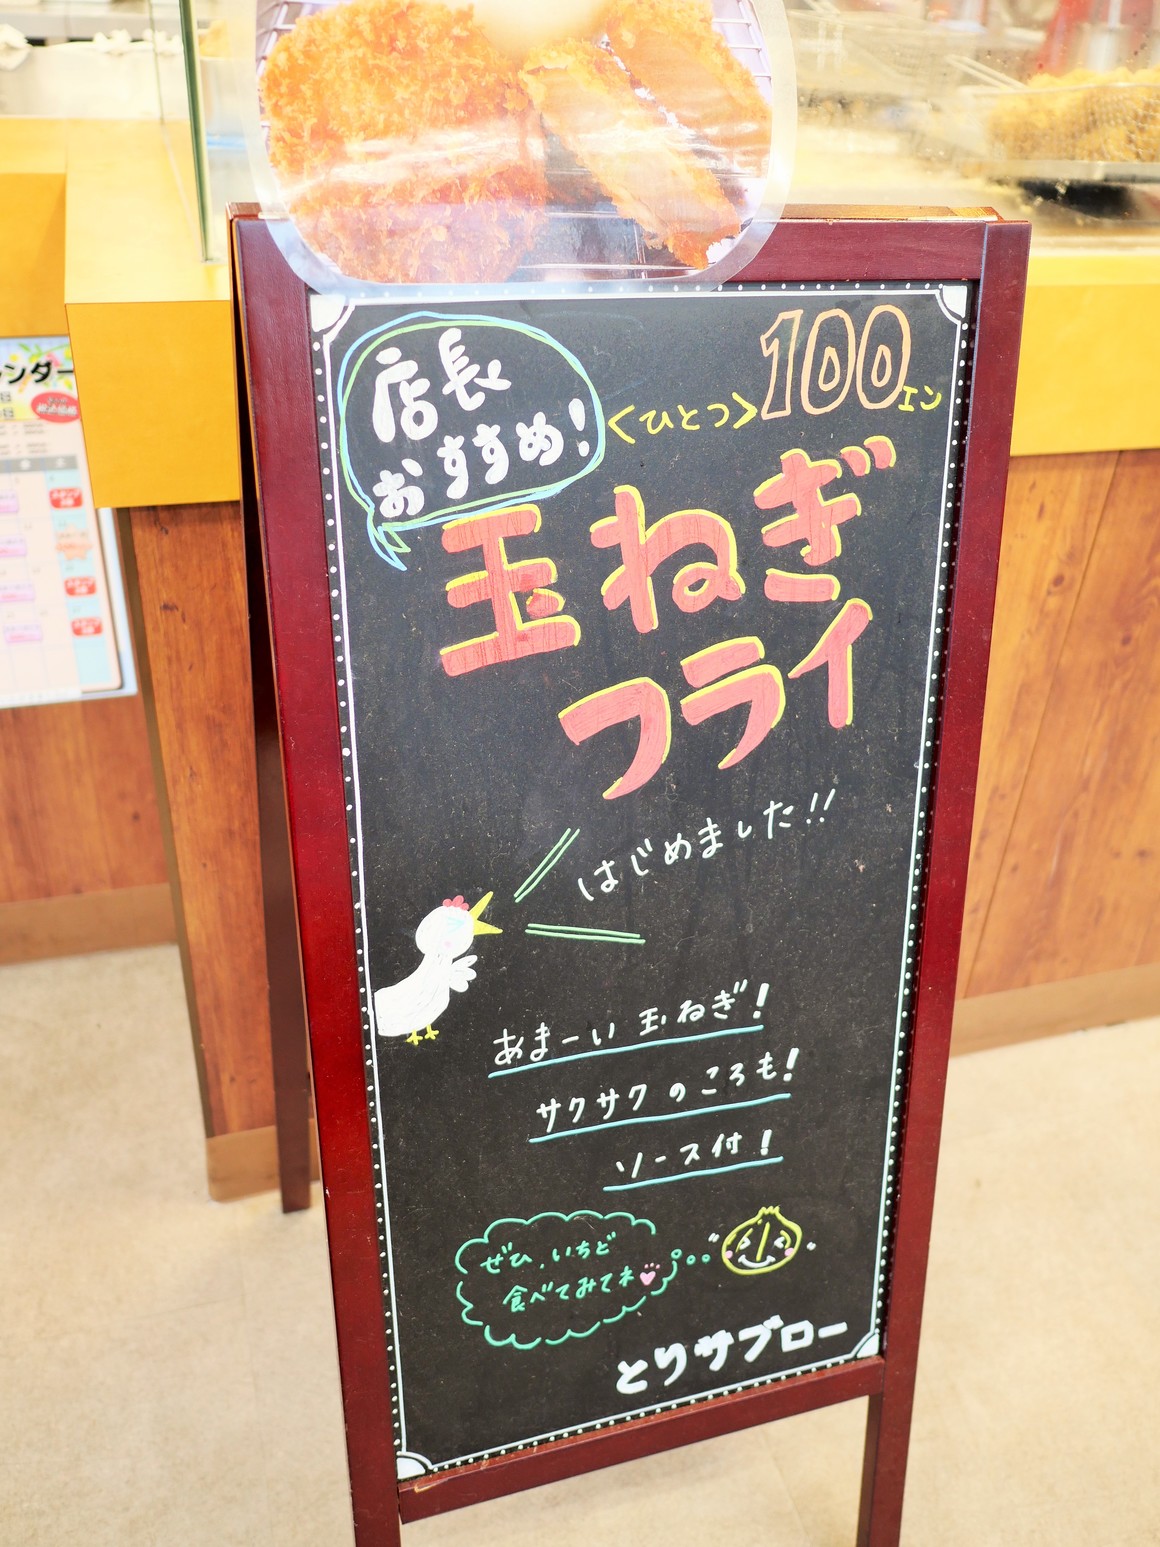 店長
おすすめ!
<ひとつ>100エン
玉ねぎ
フライ
はじめました!!
あまーい玉ねぎ!
サクサクのころも!
ソース付!
ぜひ、いちど
食べてみてネ
とりサブロー
ンダー